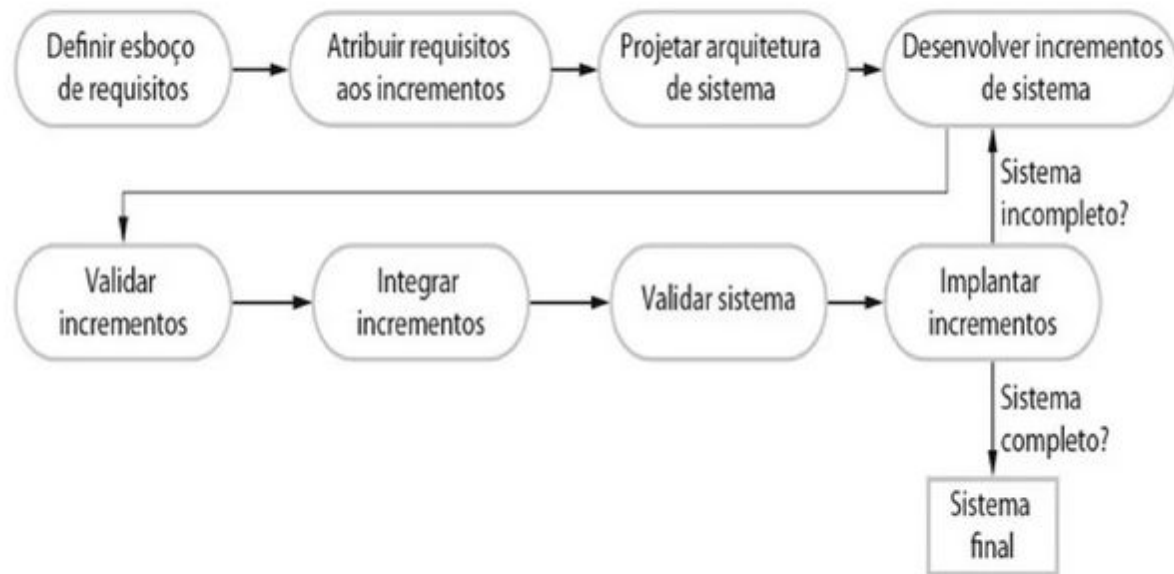 Definir esboço
de requisitos
Atribuir requisitos
aos incrementos
Projetar arquitetura
de sistema
Desenvolver incrementos
de sistema
Sistema
incompleto?
Validar
incrementos
Integrar
incrementos
Validar sistema
Implantar
incrementos
Sistema
completo?
Sistema
final